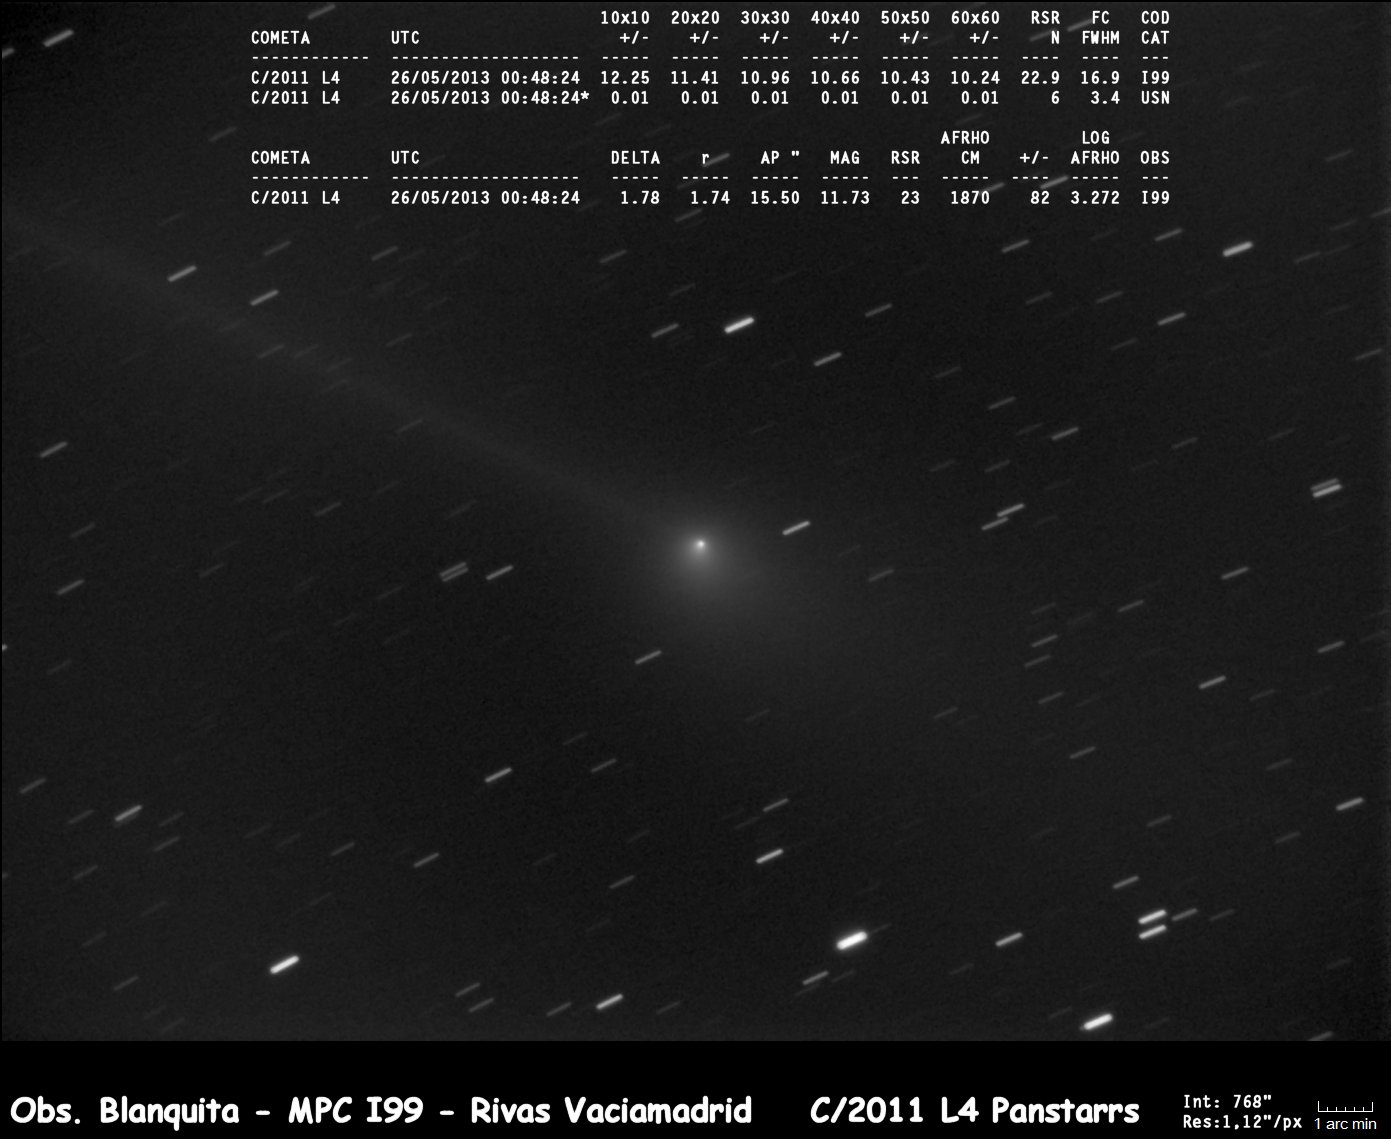 10x10 20x20 30x30 40x40 50x50 60x60 RSR FC COD
COMETA UTC +/- +/- +/- +/- +/- +/- N FWHM CAT
------------ ------------------- ----- ----- ----- ----- ----- ----- ---- ---- ---
C/2011 L4 26/05/2013 00:48:24 12.25 11.41 10.96 10.66 10.43 10.24 22.9 16.9 I99
C/2011 L4 26/05/2013 00:48:24* 0.01 0.01 0.01 0.01 0.01 0.01 6 3.4 USN
AFRHO LOG
COMETA UTC DELTA r AP " MAG RSR CM +/- AFRHO OBS
------------ ------------------- ----- ----- ----- ----- --- ----- ---- ----- ---
C/2011 L4 26/05/2013 00:48:24 1.78 1.74 15.50 11.73 23 1870 82 3.272 I99
Obs. Blanquita - MPC I99 - Rivas Vaciamadrid C/2011 L4 Panstarrs
Int: 768"
Res:1,12"/px
1 arc min